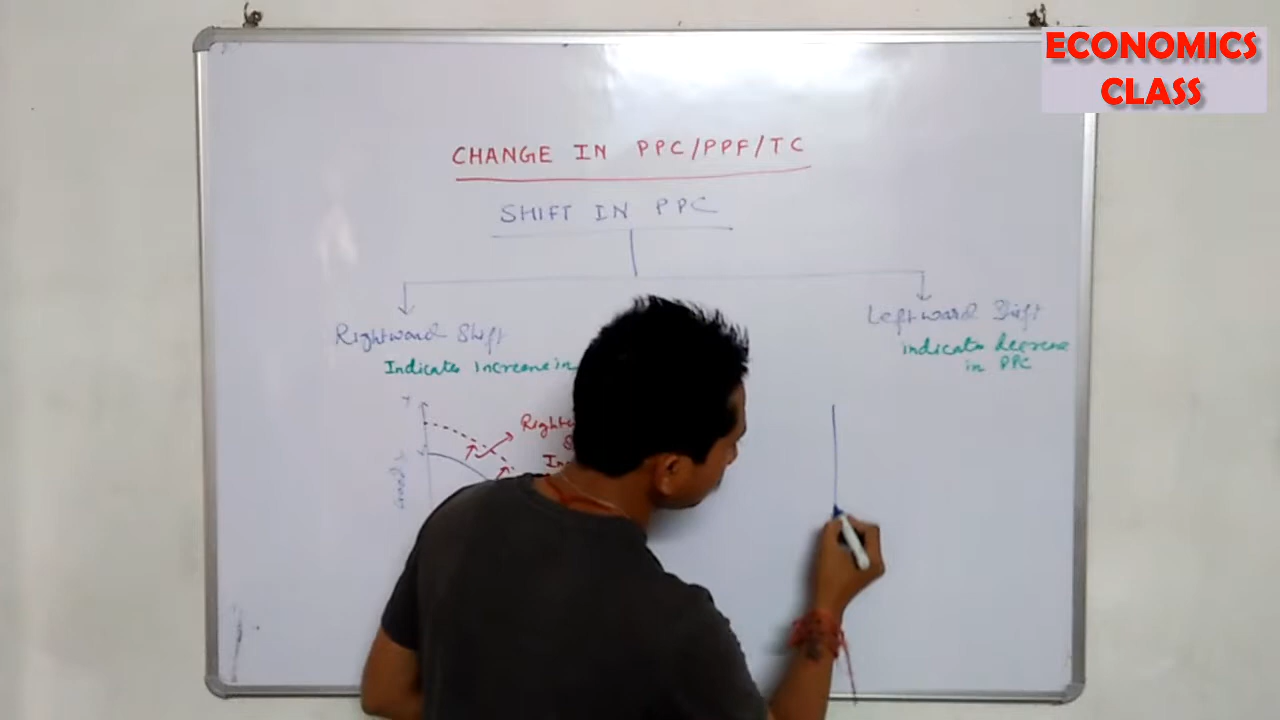 ECONOMICS
CLASS
CHANGE IN PPC/PPF/TC
SHIFT IN PPC
Rightward Shift
Indicates increase in
Leftward Shift
indicates decrease
in PPC
Y
Good